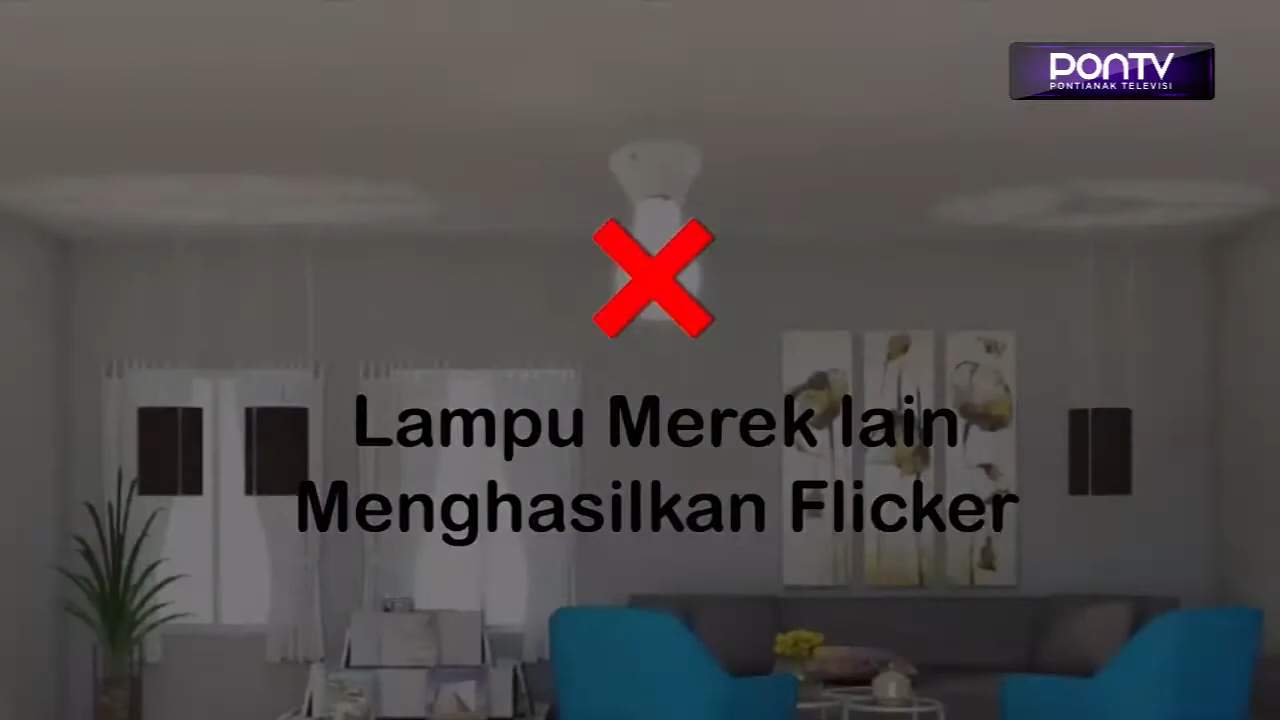 PONTV
PONTIANAK TELEVISI
Lampu Merek lain
Menghasilkan Flicker